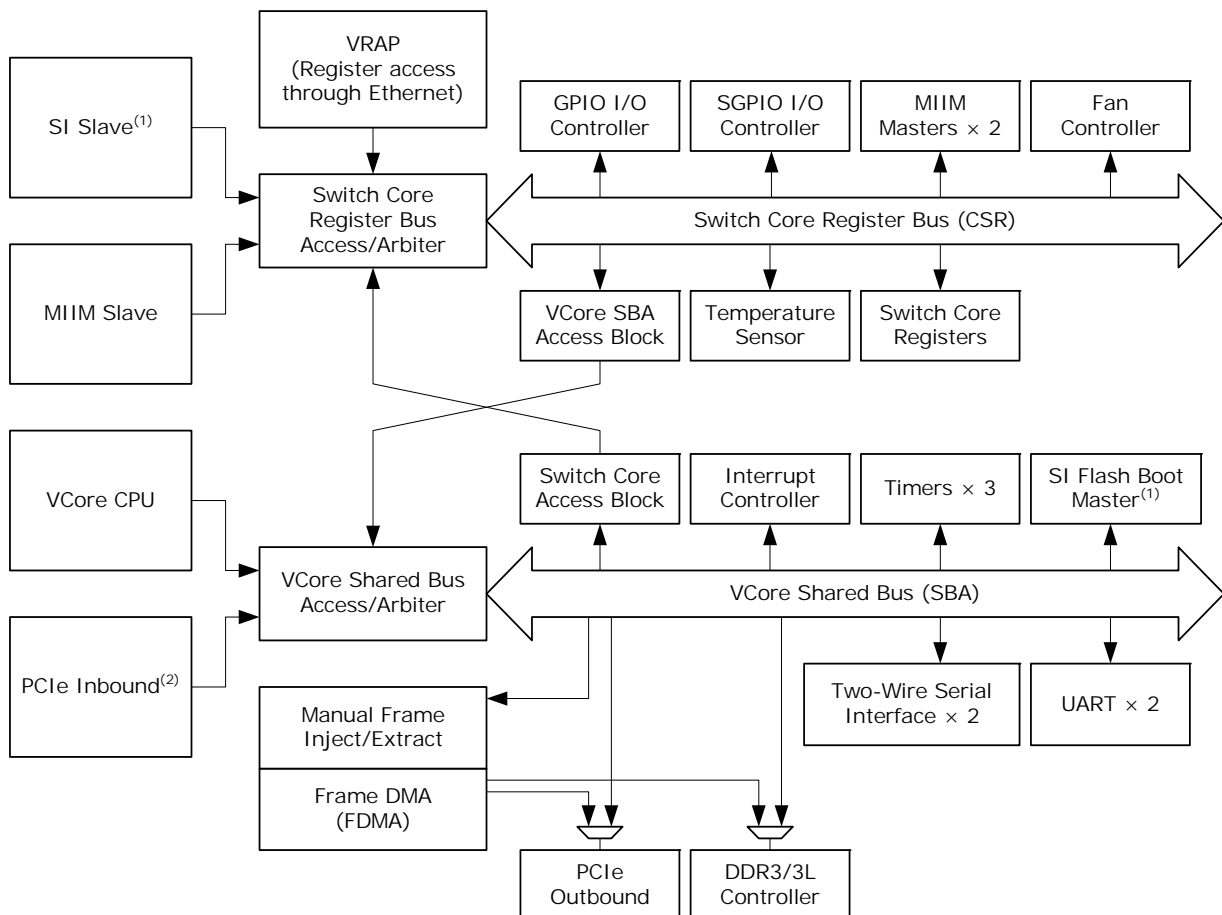 VRAP
(Register access
through Ethernet)
SI Slave(1)
GPIO I/O
Controller
SGPIO I/O
Controller
MIIM
Masters × 2
Fan
Controller
Switch Core
Register Bus
Access/Arbiter
Switch Core Register Bus (CSR)
MIIM Slave
VCore SBA
Access Block
Temperature
Sensor
Switch Core
Registers
VCore CPU
Switch Core
Access Block
Interrupt
Controller
Timers × 3
SI Flash Boot
Master(1)
VCore Shared Bus
Access/Arbiter
VCore Shared Bus (SBA)
PCIe Inbound(2)
Manual Frame
Inject/Extract
Two-Wire Serial
Interface × 2
UART × 2
Frame DMA
(FDMA)
PCIe
Outbound
DDR3/3L
Controller